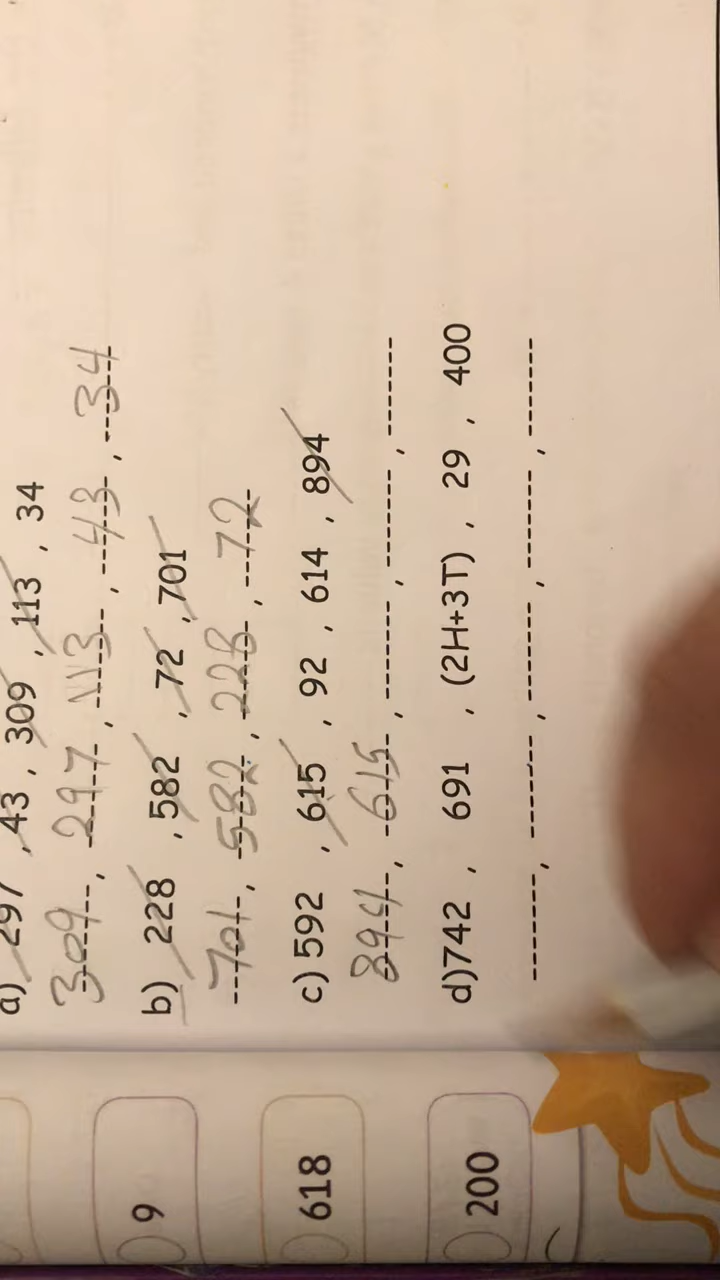 a) 297 , 43 , 309 , 113 , 34
309 , 297 , 113 , 43 , 34
b) 228 , 582 , 72 , 701
701 , 582 , 228 , 72
c) 592 , 615 , 92 , 614 , 894
894 , 615 , , ,
d)742 , 691 , (2H+3T) , 29 , 400
9
618
200